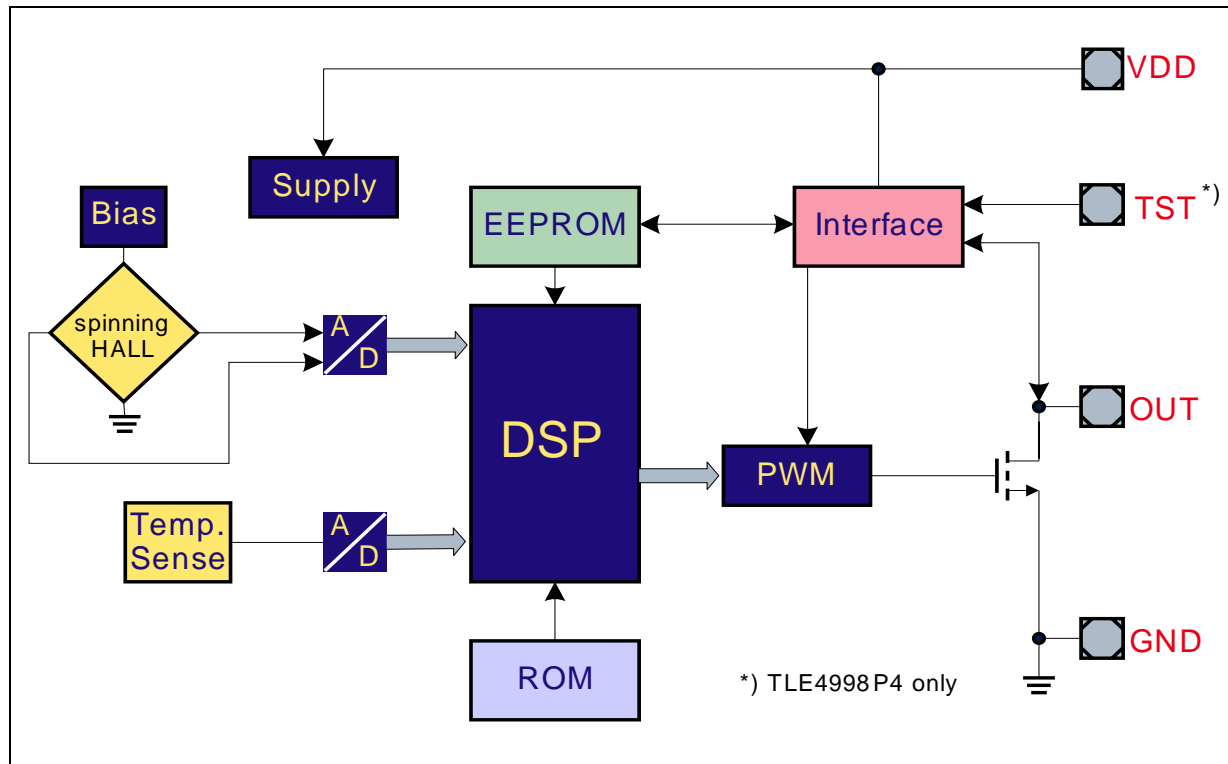 VDD
Supply
Bias
EEPROM
Interface
TST *)
spinning
HALL
A
D
DSP
OUT
PWM
Temp.
Sense
A
D
GND
ROM
*) TLE4998P4 only